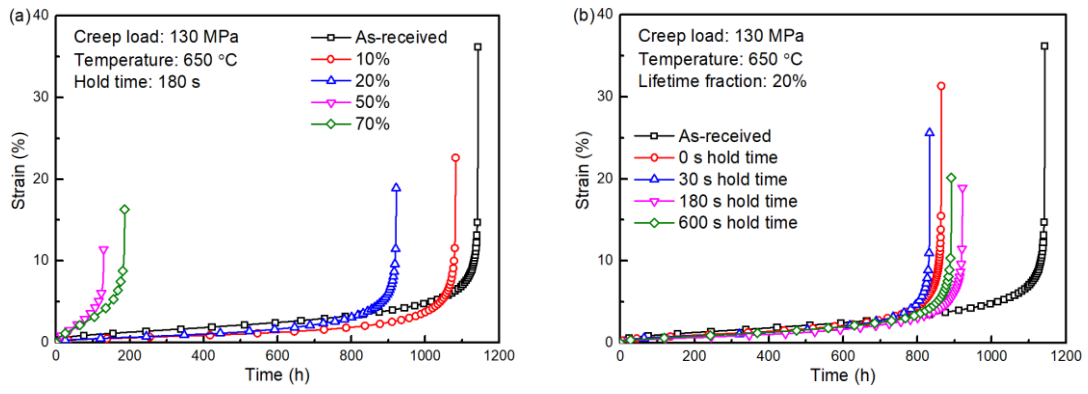 (a)
40
30
20
10
0
Strain (%)
Creep load: 130 MPa
Temperature: 650 °C
Hold time: 180 s
As-received
10%
20%
50%
70%
0 200 400 600 800 1000 1200
Time (h)
(b)
40
30
20
10
0
Strain (%)
Creep load: 130 MPa
Temperature: 650 °C
Lifetime fraction: 20%
As-received
0 s hold time
30 s hold time
180 s hold time
600 s hold time
0 200 400 600 800 1000 1200
Time (h)